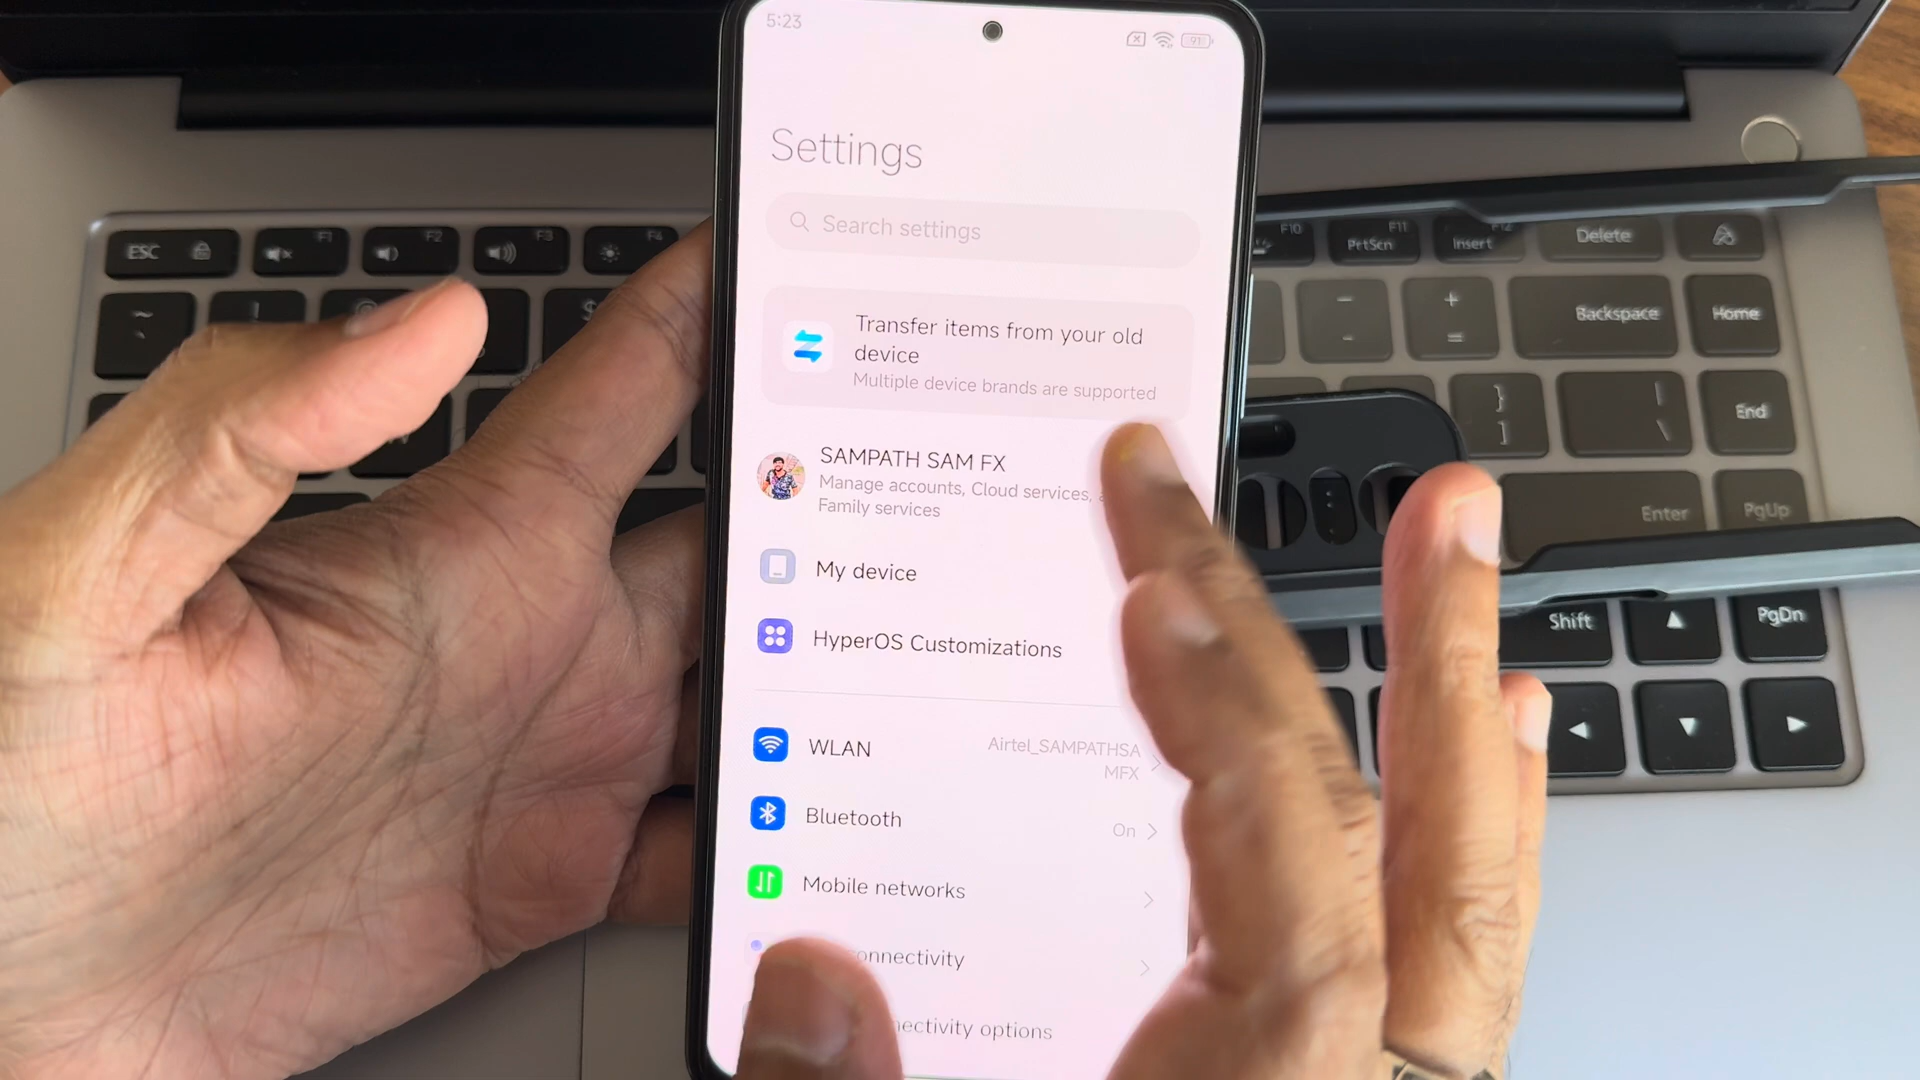 5:23
91
Settings
Search settings
Transfer items from your old
device
Multiple device brands are supported
SAMPATH SAM FX
Manage accounts, Cloud services,
Family services
My device
HyperOS Customizations
WLAN
Airtel_SAMPATHSA
MFX
Bluetooth
On
Mobile networks
onnectivity
nectivity options
ESC
F1
F2
F3
F4
F10
PrtScn F11
Insert F12
Delete
Backspace
Home
End
Enter
PgUp
Shift
PgDn